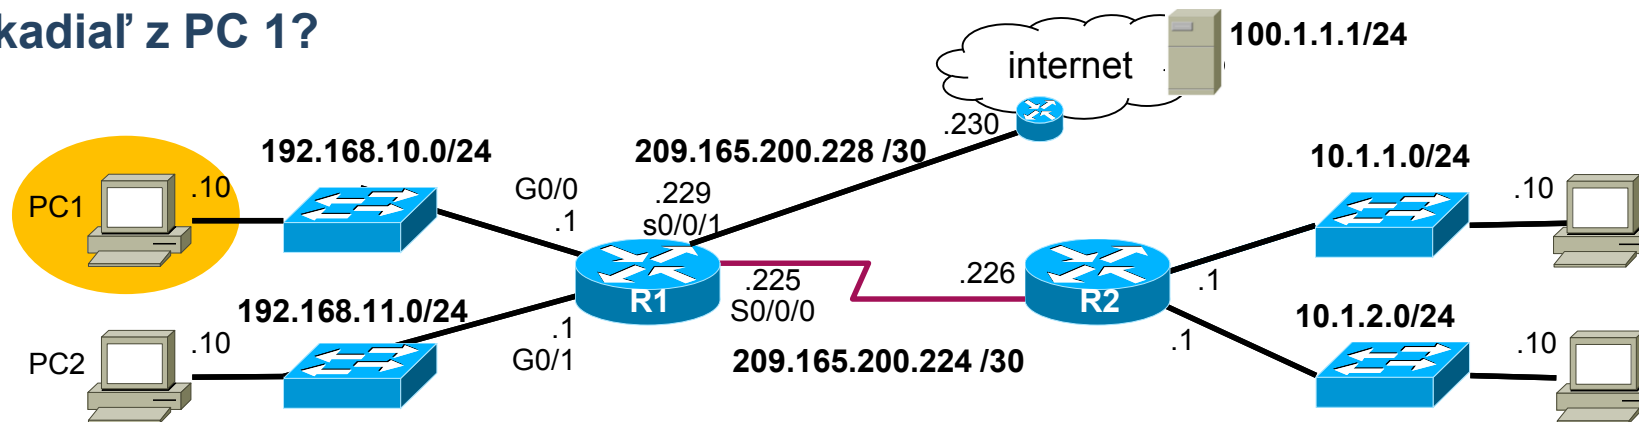 kadiaľ z PC 1?
100.1.1.1/24
internet
.230
192.168.10.0/24
209.165.200.228 /30
10.1.1.0/24
PC1
.10
G0/0
.1
.229
s0/0/1
.10
.225
S0/0/0
.226
.1
R1
R2
192.168.11.0/24
.1
G0/1
10.1.2.0/24
.1
PC2
.10
209.165.200.224 /30
.10